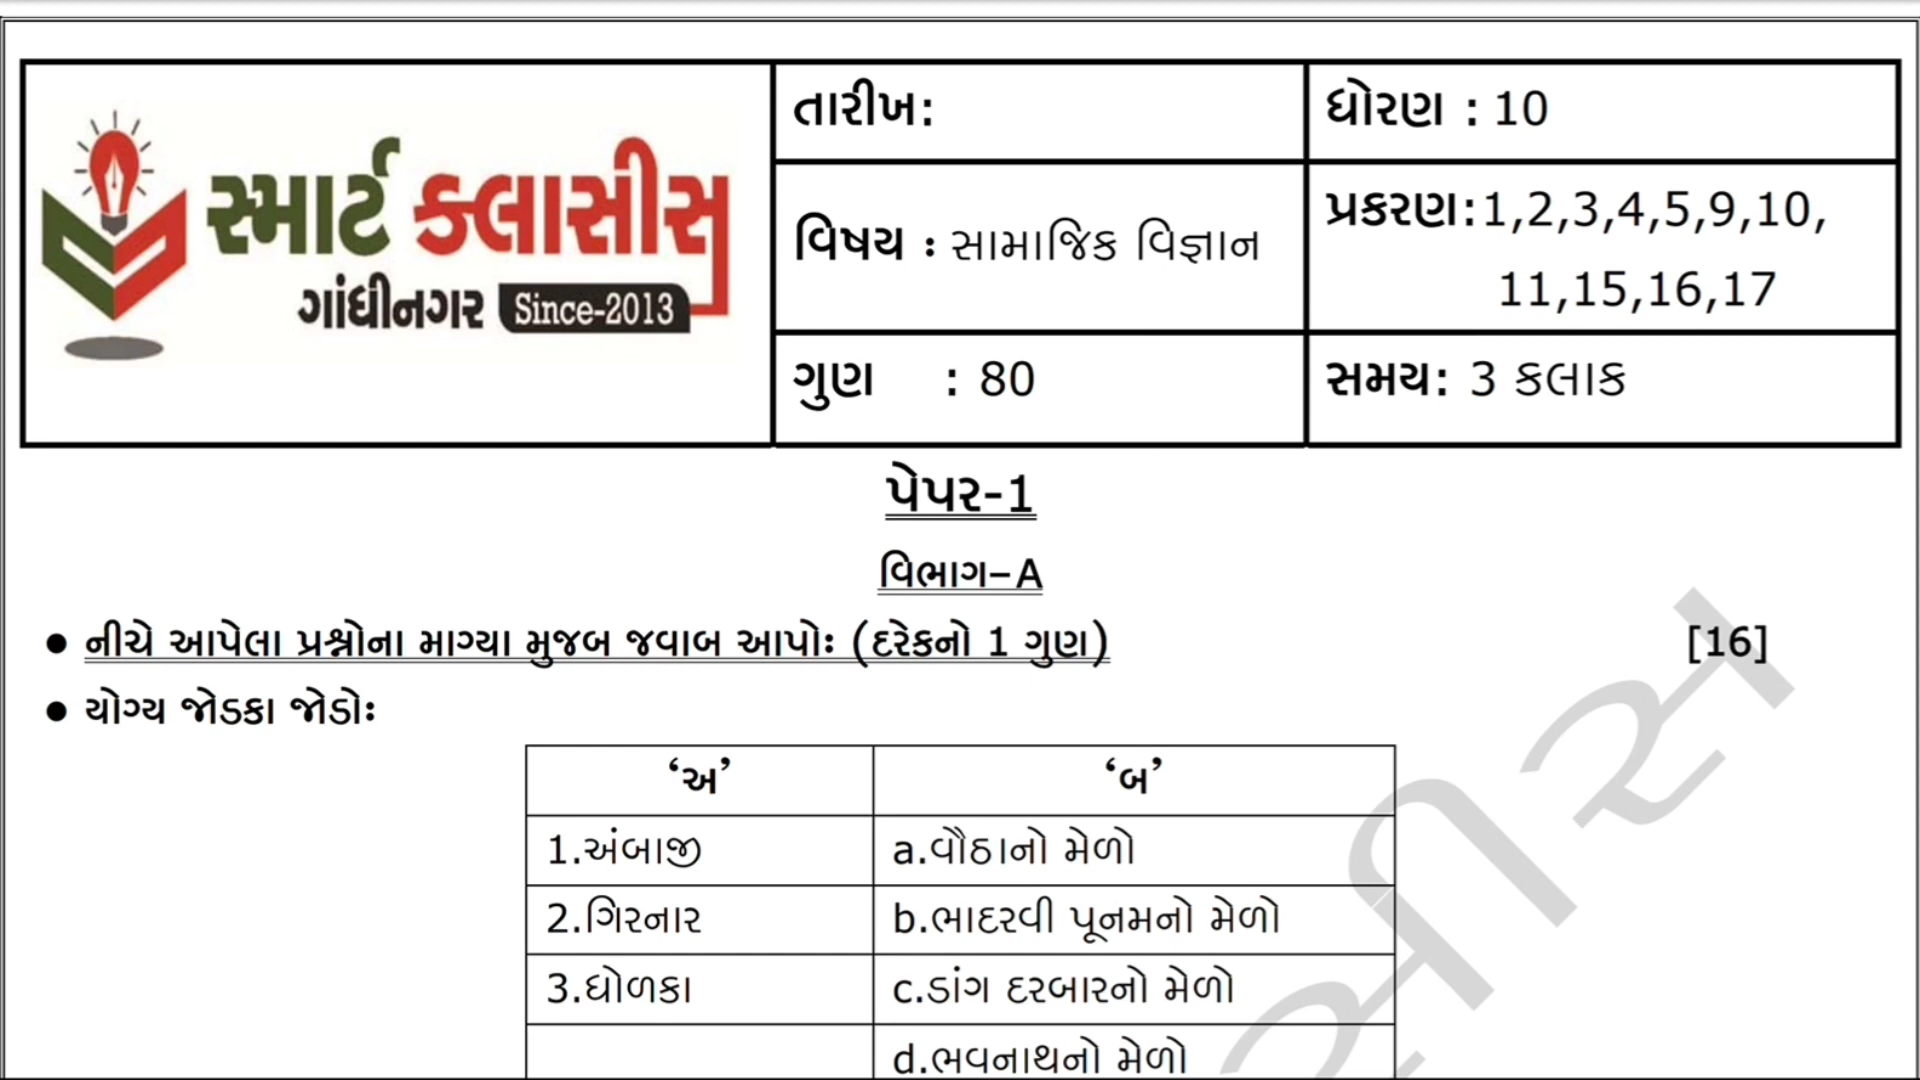 સ્માર્ટ ક્લાસીસ
ગાંધીનગર Since-2013
તારીખ:
ધોરણ : 10
વિષય : સામાજિક વિજ્ઞાન
પ્રકરણ:1,2,3,4,5,9,10,
11,15,16,17
ગુણ : 80
સમય: 3 કલાક
પેપર-1
વિભાગ–A
● નીચે આપેલા પ્રશ્નોના માગ્યા મુજબ જવાબ આપોઃ (દરેકનો 1 ગુણ) [16]
● યોગ્ય જોડકા જોડોઃ
‘અ’ ‘બ’
1.અંબાજી a.વૌઠાનો મેળો
2.ગિરનાર b.ભાદરવી પૂનમનો મેળો
3.ધોળકા c.ડાંગ દરબારનો મેળો
d.ભવનાથનો મેળો